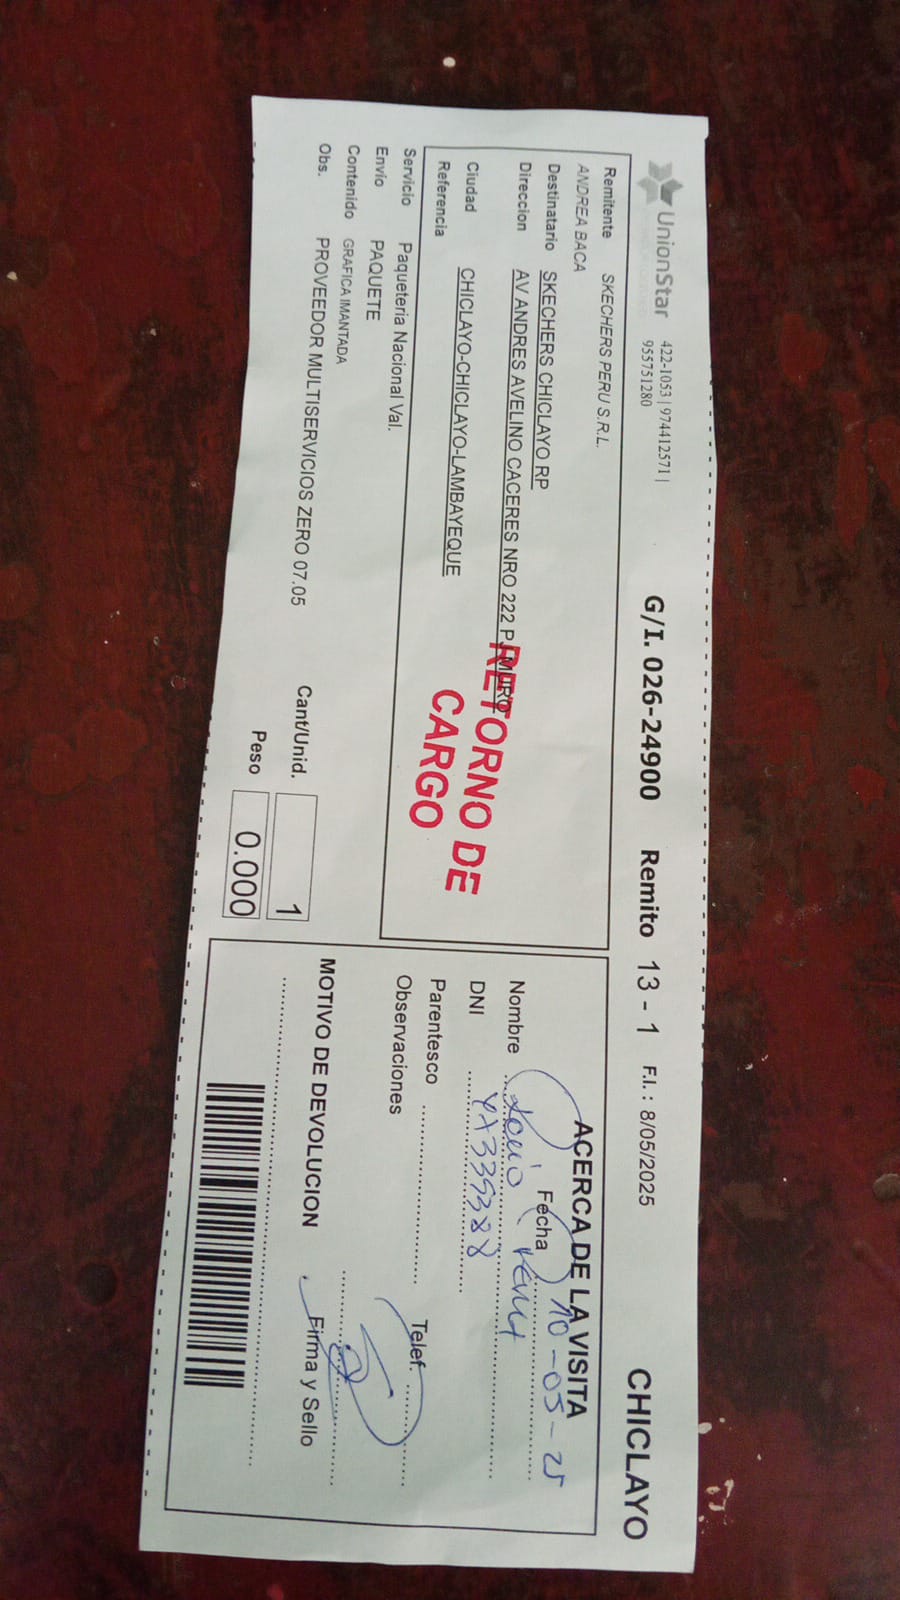 UnionStar 422-1053 | 974412571 |
955751280
G/I. 026-24900 Remito 13 - 1 F.I. : 8/05/2025 CHICLAYO
Remitente SKECHERS PERU S.R.L.
ANDREA BACA
Destinatario SKECHERS CHICLAYO RP
Direccion AV ANDRES AVELINO CACERES NRO 222 PJ MURO
Ciudad CHICLAYO-CHICLAYO-LAMBAYEQUE
Referencia
RETORNO DE
CARGO
Servicio Paqueteria Nacional Val.
Envío PAQUETE
Contenido GRAFICA IMANTADA
Obs. PROVEEDOR MULTISERVICIOS ZERO 07.05
Cant/Unid. 1
Peso 0.000
ACERCA DE LA VISITA
Fecha 10-05-25
Nombre
DNI
Parentesco Telef.
Observaciones
Firma y Sello
MOTIVO DE DEVOLUCION